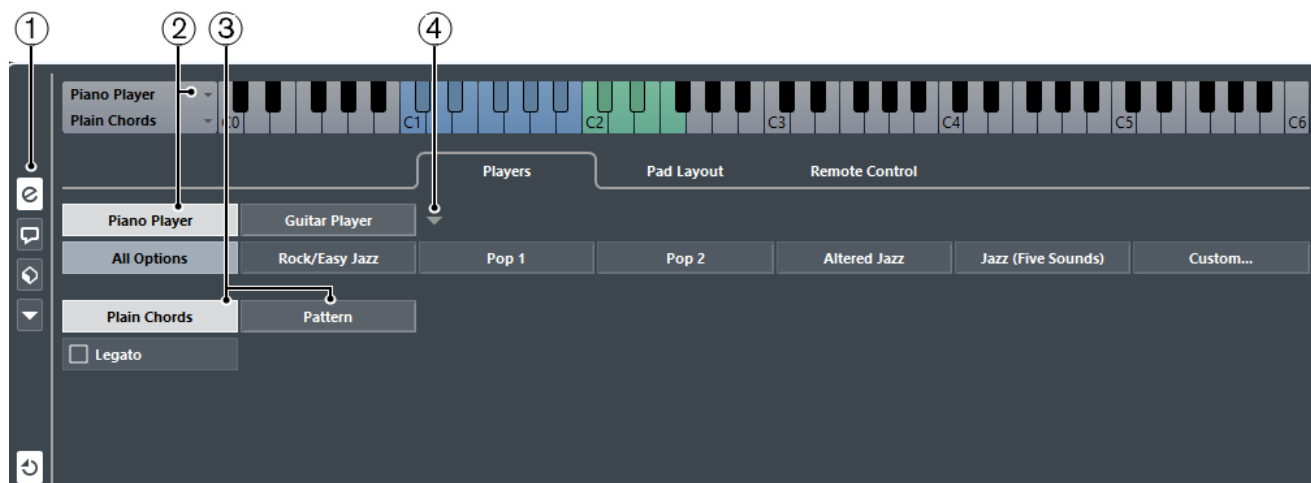 1 2 3 4
Piano Player
Plain Chords
C1 C2 C3 C4 C5 C6
Players Pad Layout Remote Control
e
Piano Player Guitar Player
All Options Rock/Easy Jazz Pop 1 Pop 2 Altered Jazz Jazz (Five Sounds) Custom...
Plain Chords Pattern
Legato